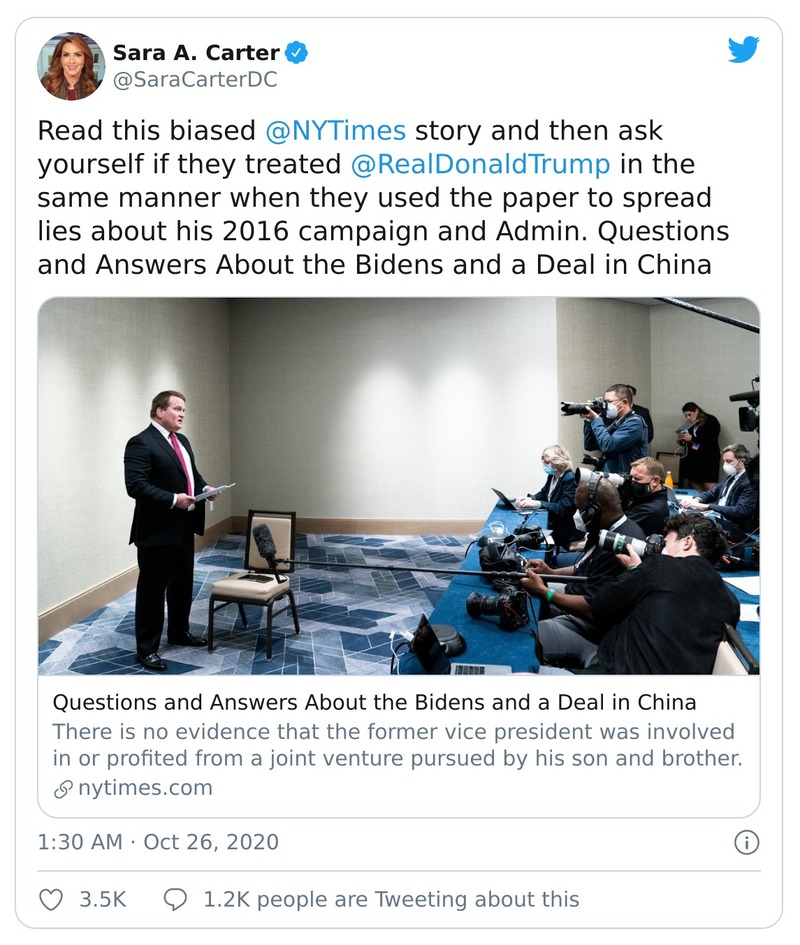 Sara A. Carter
@SaraCarterDC
Read this biased @NYTimes story and then ask
yourself if they treated @RealDonaldTrump in the
same manner when they used the paper to spread
lies about his 2016 campaign and Admin. Questions
and Answers About the Bidens and a Deal in China
Questions and Answers About the Bidens and a Deal in China
There is no evidence that the former vice president was involved
in or profited from a joint venture pursued by his son and brother.
nytimes.com
1:30 AM · Oct 26, 2020
3.5K 1.2K people are Tweeting about this